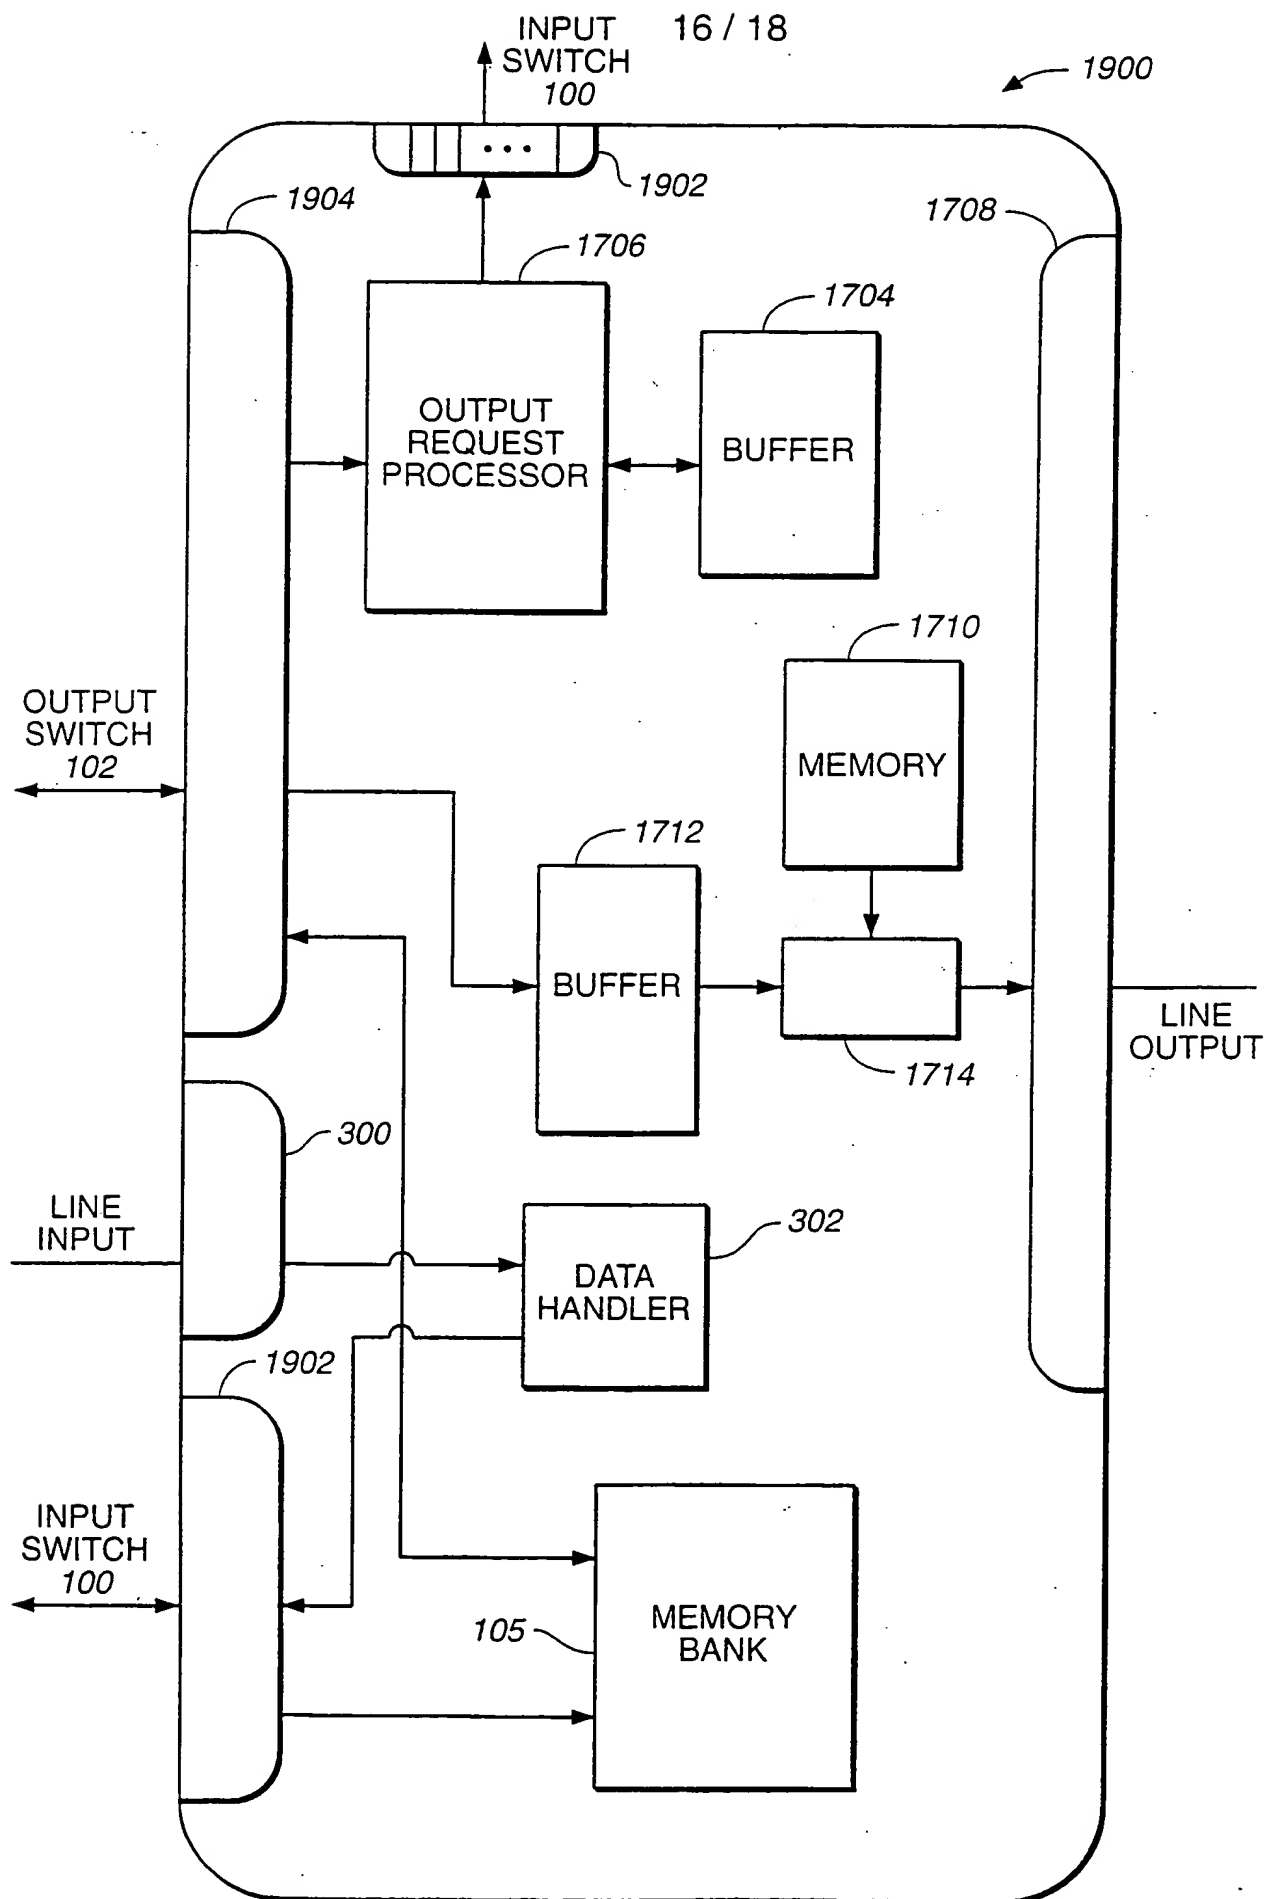 16 / 18
INPUT
SWITCH
100
1900
1902
1904
1708
1706
1704
OUTPUT
REQUEST
PROCESSOR
BUFFER
1710
OUTPUT
SWITCH
102
MEMORY
1712
BUFFER
LINE
OUTPUT
1714
300
LINE
INPUT
302
DATA
HANDLER
1902
INPUT
SWITCH
100
105
MEMORY
BANK